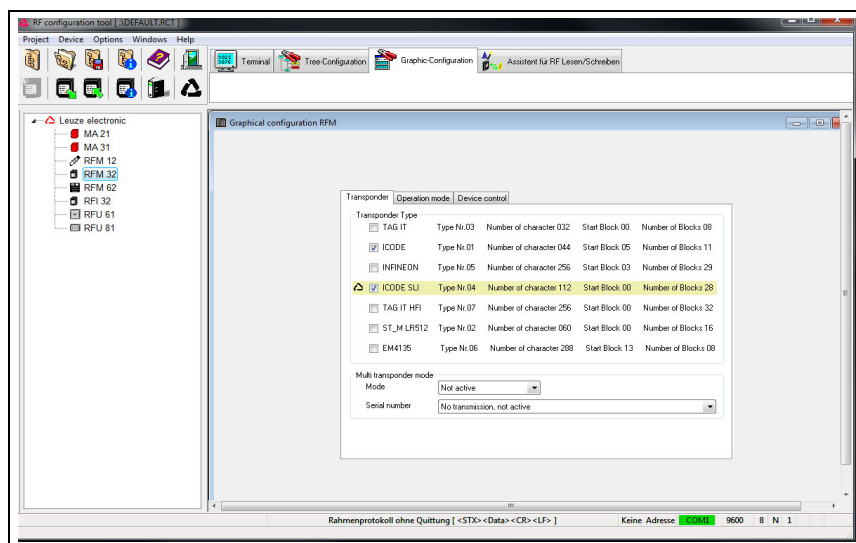 RF configuration tool [ .\DEFAULT.RCT ]
Project Device Options Windows Help
Terminal Tree-Configuration Graphic-Configuration Assistent für RF Lesen/Schreiben
Leuze electronic
MA 21
MA 31
RFM 12
RFM 32
RFM 62
RFI 32
RFU 61
RFU 81
Graphical configuration RFM
Transponder Operation mode Device control
Transponder Type
TAG IT Type Nr.03 Number of character 032 Start Block 00 Number of Blocks 08
ICODE Type Nr.01 Number of character 044 Start Block 05 Number of Blocks 11
INFINEON Type Nr.05 Number of character 256 Start Block 03 Number of Blocks 29
ICODE SLI Type Nr.04 Number of character 112 Start Block 00 Number of Blocks 28
TAG IT HFI Type Nr.07 Number of character 256 Start Block 00 Number of Blocks 32
ST_M LR512 Type Nr.02 Number of character 060 Start Block 00 Number of Blocks 16
EM4135 Type Nr.06 Number of character 288 Start Block 13 Number of Blocks 08
Multi transponder mode
Mode Not active
Serial number No transmission, not active
Rahmenprotokoll ohne Quittung [ <STX><Data><CR><LF> ] Keine Adresse COM1 9600 8 N 1